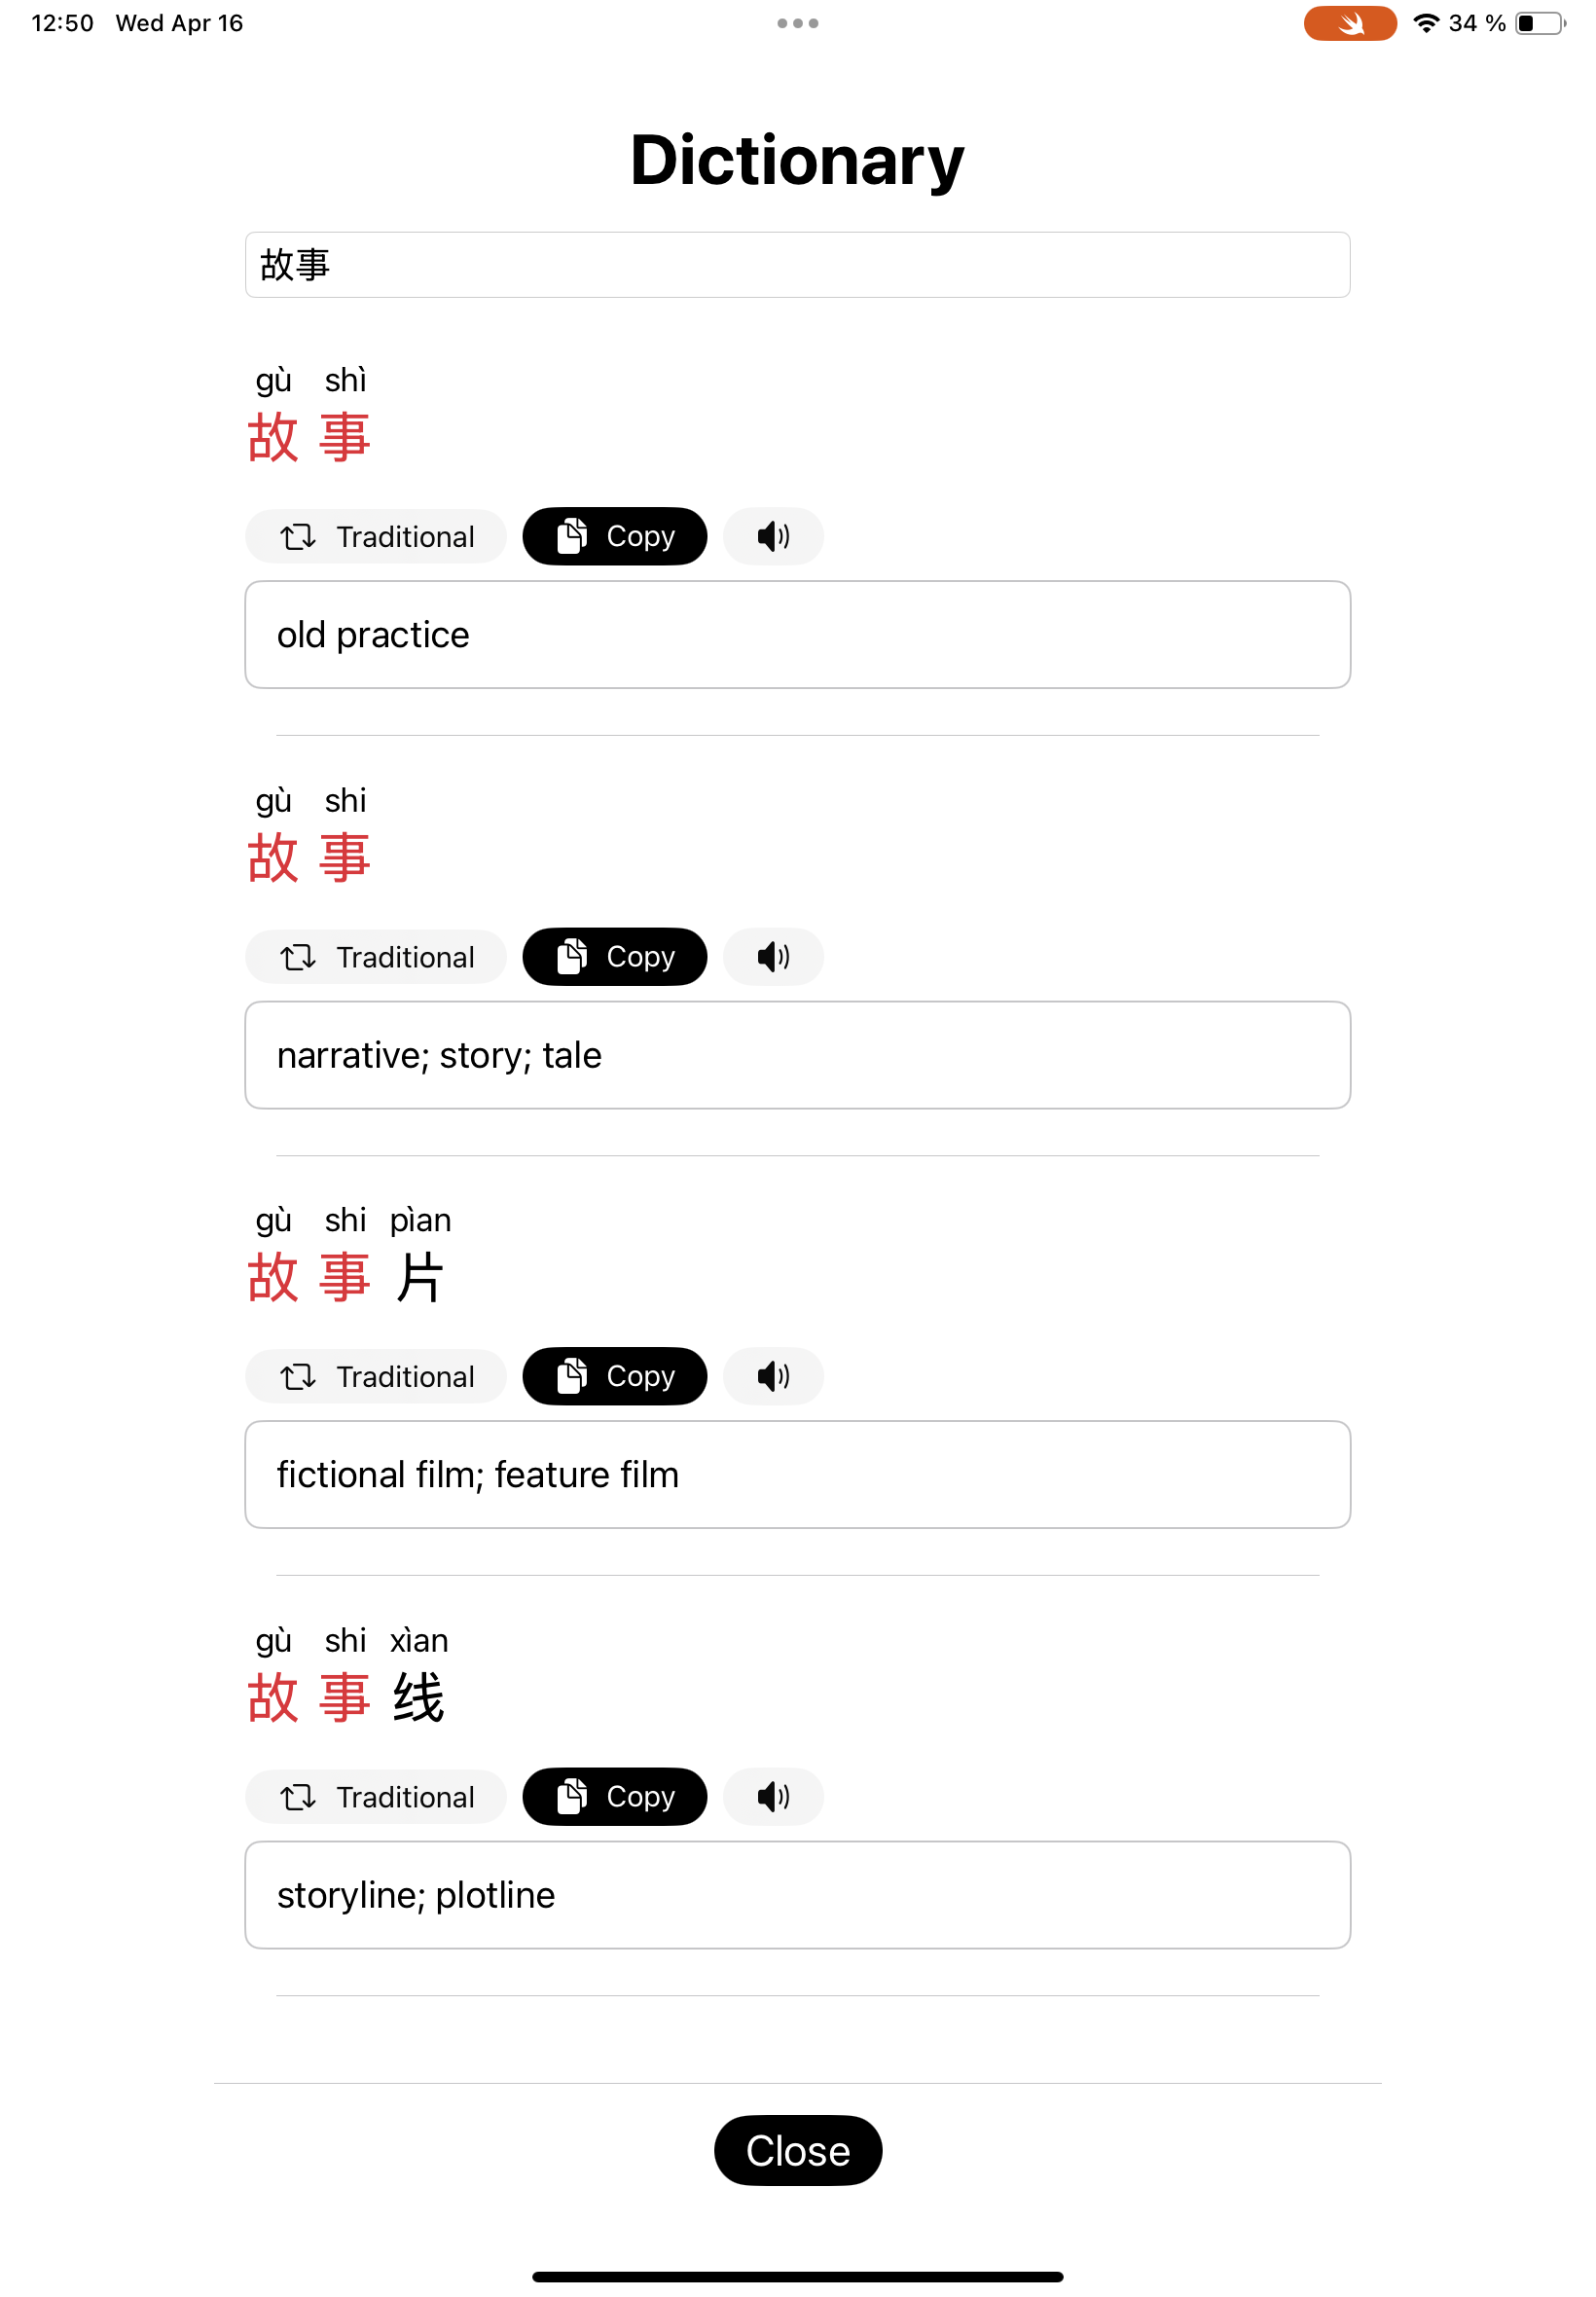 12:50 Wed Apr 16 34 %
Dictionary
故事
gù shì
故 事
Traditional Copy
old practice
gù shi
故 事
Traditional Copy
narrative; story; tale
gù shi pìan
故 事 片
Traditional Copy
fictional film; feature film
gù shi xìan
故 事 线
Traditional Copy
storyline; plotline
Close